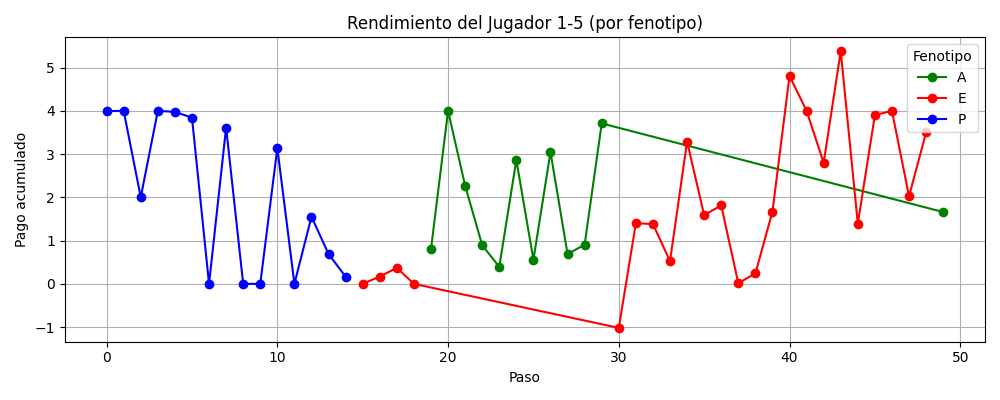 Rendimiento del Jugador 1-5 (por fenotipo)
Pago acumulado
5
4
3
2
1
0
−1
0
10
20
30
40
50
Paso
Fenotipo
A
E
P